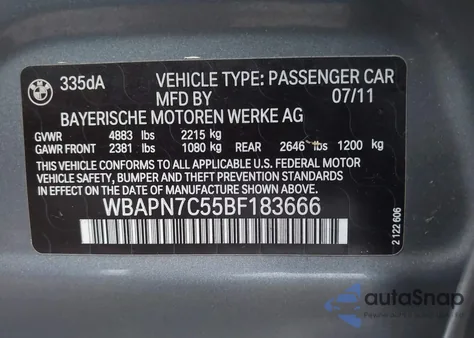 335dA VEHICLE TYPE: PASSENGER CAR
MFD BY 07/11
BAYERISCHE MOTOREN WERKE AG
GVWR 4883 lbs 2215 kg
GAWR FRONT 2381 lbs 1080 kg REAR 2646 lbs 1200 kg
THIS VEHICLE CONFORMS TO ALL APPLICABLE U.S. FEDERAL MOTOR
VEHICLE SAFETY, BUMPER AND THEFT PREVENTION STANDARDS
IN EFFECT ON THE DATE OF MANUFACTURE SHOWN ABOVE.
WBAPN7C55BF183666
2 122 606
autoSnap